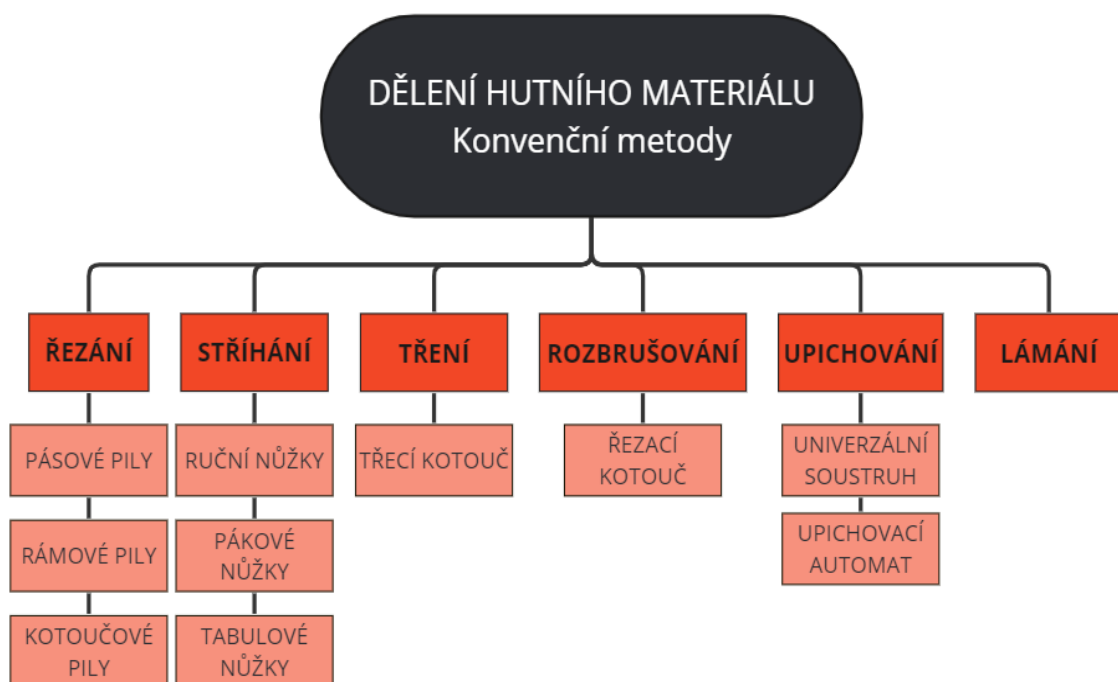 DĚLENÍ HUTNÍHO MATERIÁLU
Konvenční metody
ŘEZÁNÍ
STŘÍHÁNÍ
TŘENÍ
ROZBRUŠOVÁNÍ
UPICHOVÁNÍ
LÁMÁNÍ
PÁSOVÉ PILY
RUČNÍ NŮŽKY
TŘECÍ KOTOUČ
ŘEZACÍ
KOTOUČ
UNIVERZÁLNÍ
SOUSTRUH
RÁMOVÉ PILY
PÁKOVÉ
NŮŽKY
UPICHOVACÍ
AUTOMAT
KOTOUČOVÉ
PILY
TABULOVÉ
NŮŽKY